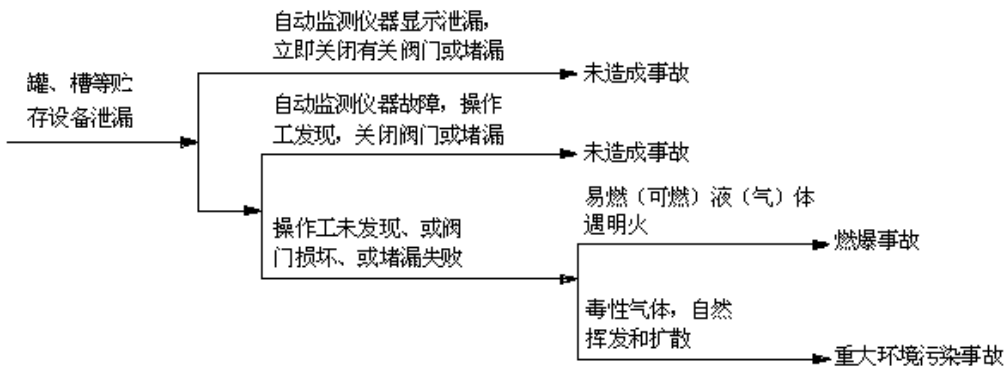 自动监测仪器显示泄漏，
立即关闭有关阀门或堵漏
未造成事故
罐、槽等贮
存设备泄漏
自动监测仪器故障，操作
工发现，关闭阀门或堵漏
未造成事故
操作工未发现、或阀
门损坏、或堵漏失败
易燃（可燃）液（气）体
遇明火
燃爆事故
毒性气体，自然
挥发和扩散
重大环境污染事故